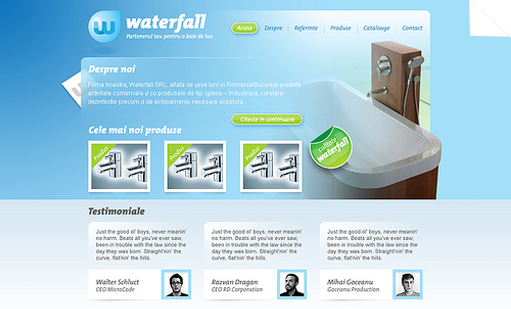 waterfall
Partenerul tau pentru o baie de lux
Acasa Despre Referinte Produse Cataloage Contact
Despre noi
Firma noastra, Waterfall SRL, aflata de peste luni in Romania/Bucuresti prezinta
activitate comerciala a cu produsele de tip: Igiena – Industriala, curatare-
dezinfectie precum si de echipamente necesare acestora.
Citeste in continuare
Cele mai noi produse
Produs Produs Produs
calitate
waterfall
Testimoniale
Just the good ol' boys, never meanin'
no harm. Beats all you've ever saw,
been in trouble with the law since the
day they was born. Straight'nin' the
curve, flat'nin' the hills.
Walter Schluct
CEO MicroCode
Just the good ol' boys, never meanin'
no harm. Beats all you've ever saw,
been in trouble with the law since the
day they was born. Straight'nin' the
curve, flat'nin' the hills.
Razvan Dragan
CEO RD Corporation
Just the good ol' boys, never meanin'
no harm. Beats all you've ever saw,
been in trouble with the law since the
day they was born. Straight'nin' the
curve, flat'nin' the hills.
Mihai Goceanu
Goceanu Production